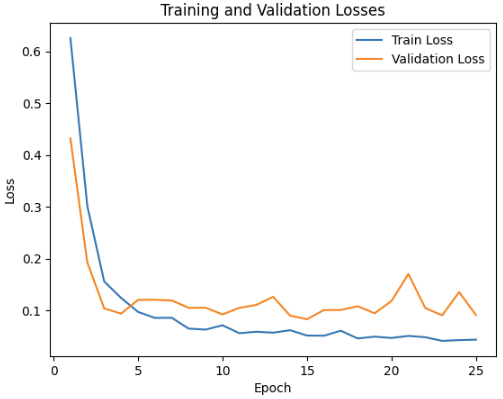 Training and Validation Losses
Train Loss
Validation Loss
0.6
0.5
0.4
0.3
0.2
0.1
Loss
0 5 10 15 20 25
Epoch